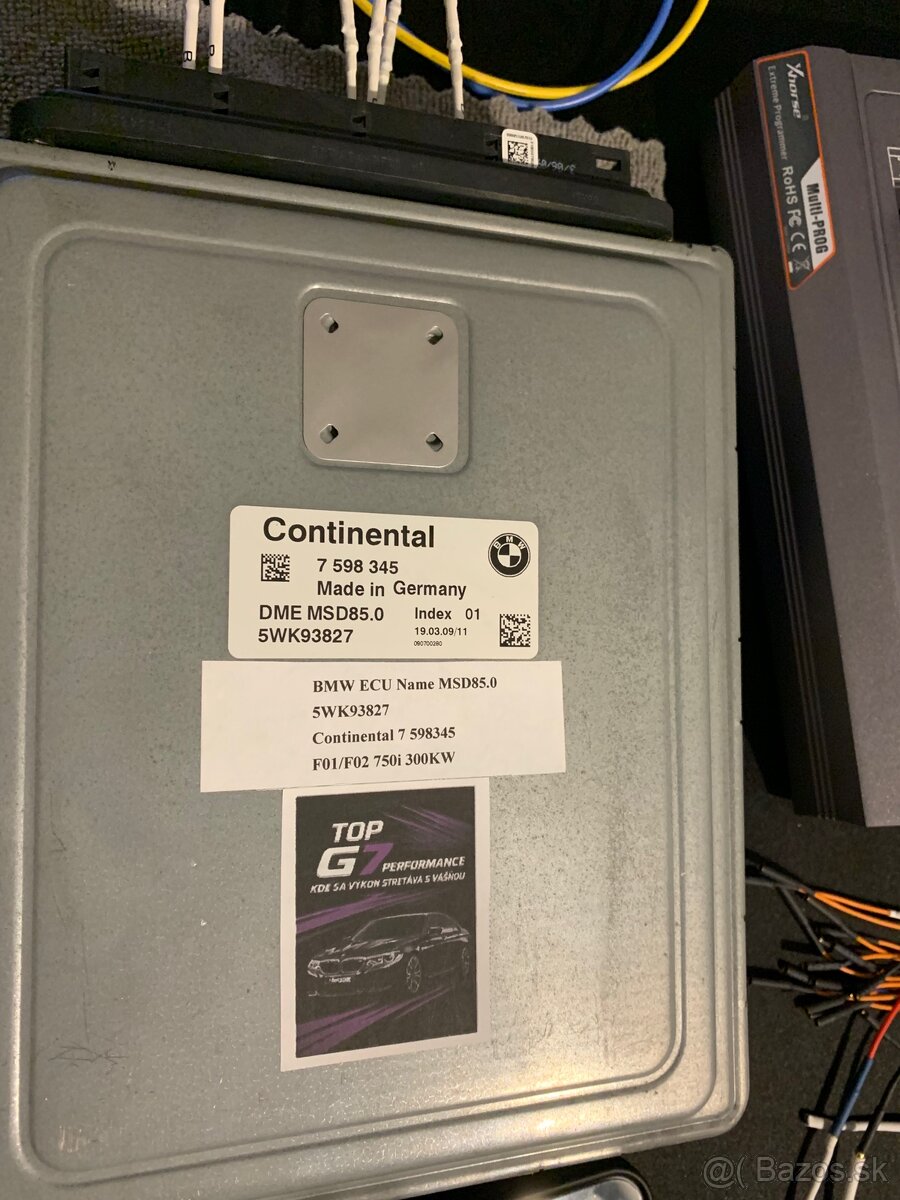 R
D
Xhorse
Extreme Programmer
Multi-PROG
RoHS FC CE
Continental
BMW
7 598 345
Made in Germany
DME MSD85.0
Index 01
5WK93827
19.03.09/11
090700280
BMW ECU Name MSD85.0
5WK93827
Continental 7 598345
F01/F02 750i 300KW
TOP
G7 PERFORMANCE
KDE SA VÝKON STRETÁVA S VÁŠŇOU
@( Bazos.sk